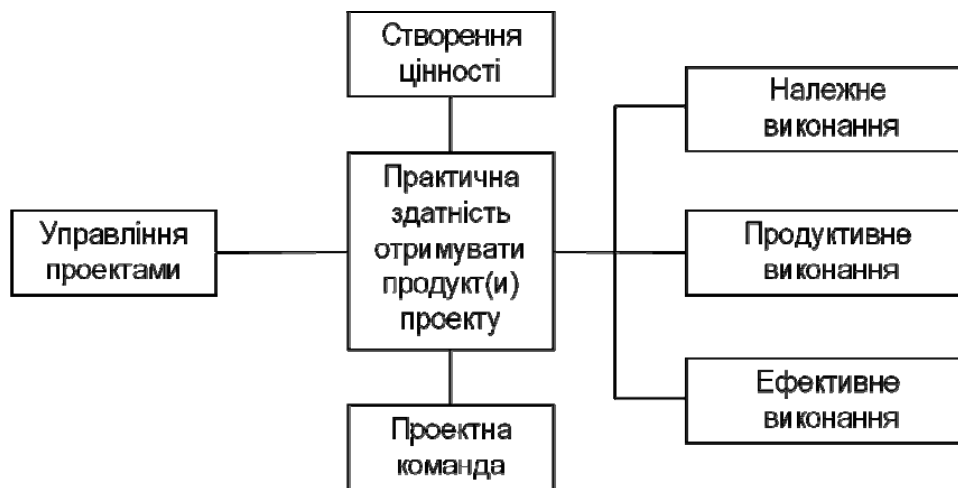 Створення
цінності
Управління
проектами
Практична
здатність
отримувати
продукт(и)
проекту
Проектна
команда
Належне
виконання
Продуктивне
виконання
Ефективне
виконання